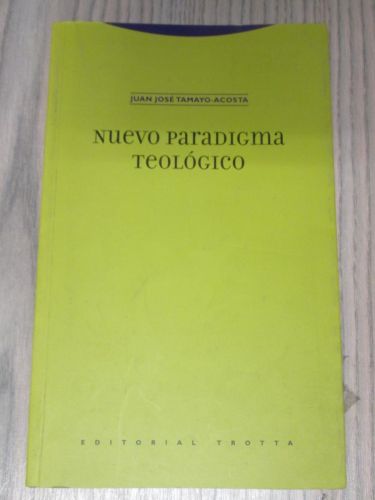 JUAN JOSÉ TAMAYO-ACOSTA
NUEVO PARADIGMA
TEOLÓGICO
EDITORIAL TROTTA